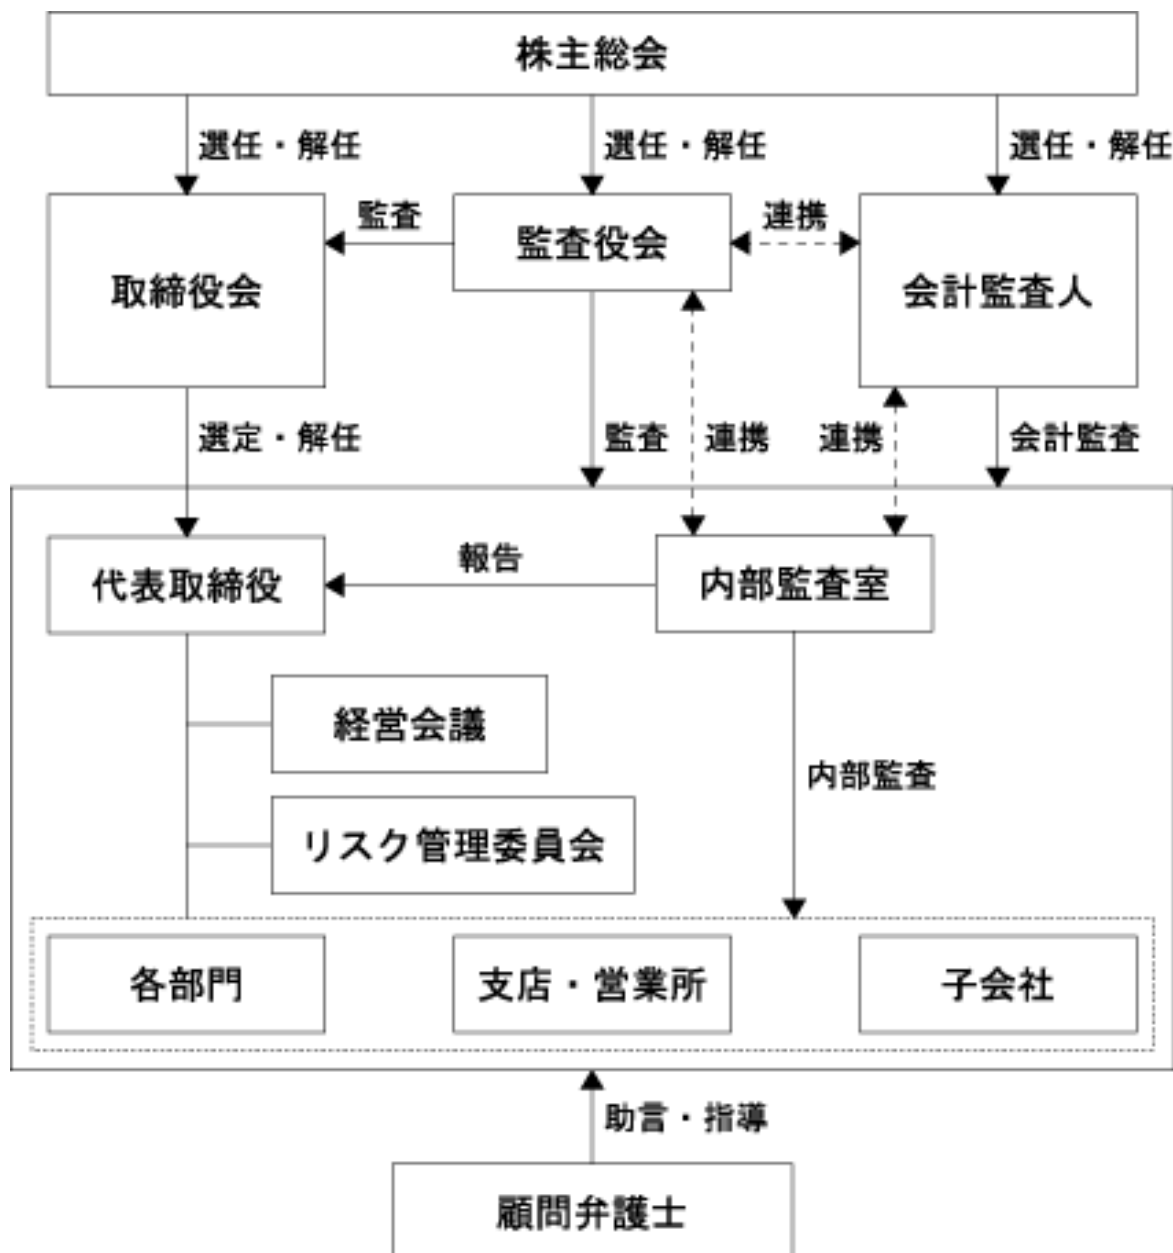 株主総会
選任・解任
選任・解任
選任・解任
取締役会
監査
監査役会
連携
会計監査人
選定・解任
監査
連携
連携
会計監査
代表取締役
報告
内部監査室
経営会議
内部監査
リスク管理委員会
各部門
支店・営業所
子会社
助言・指導
顧問弁護士